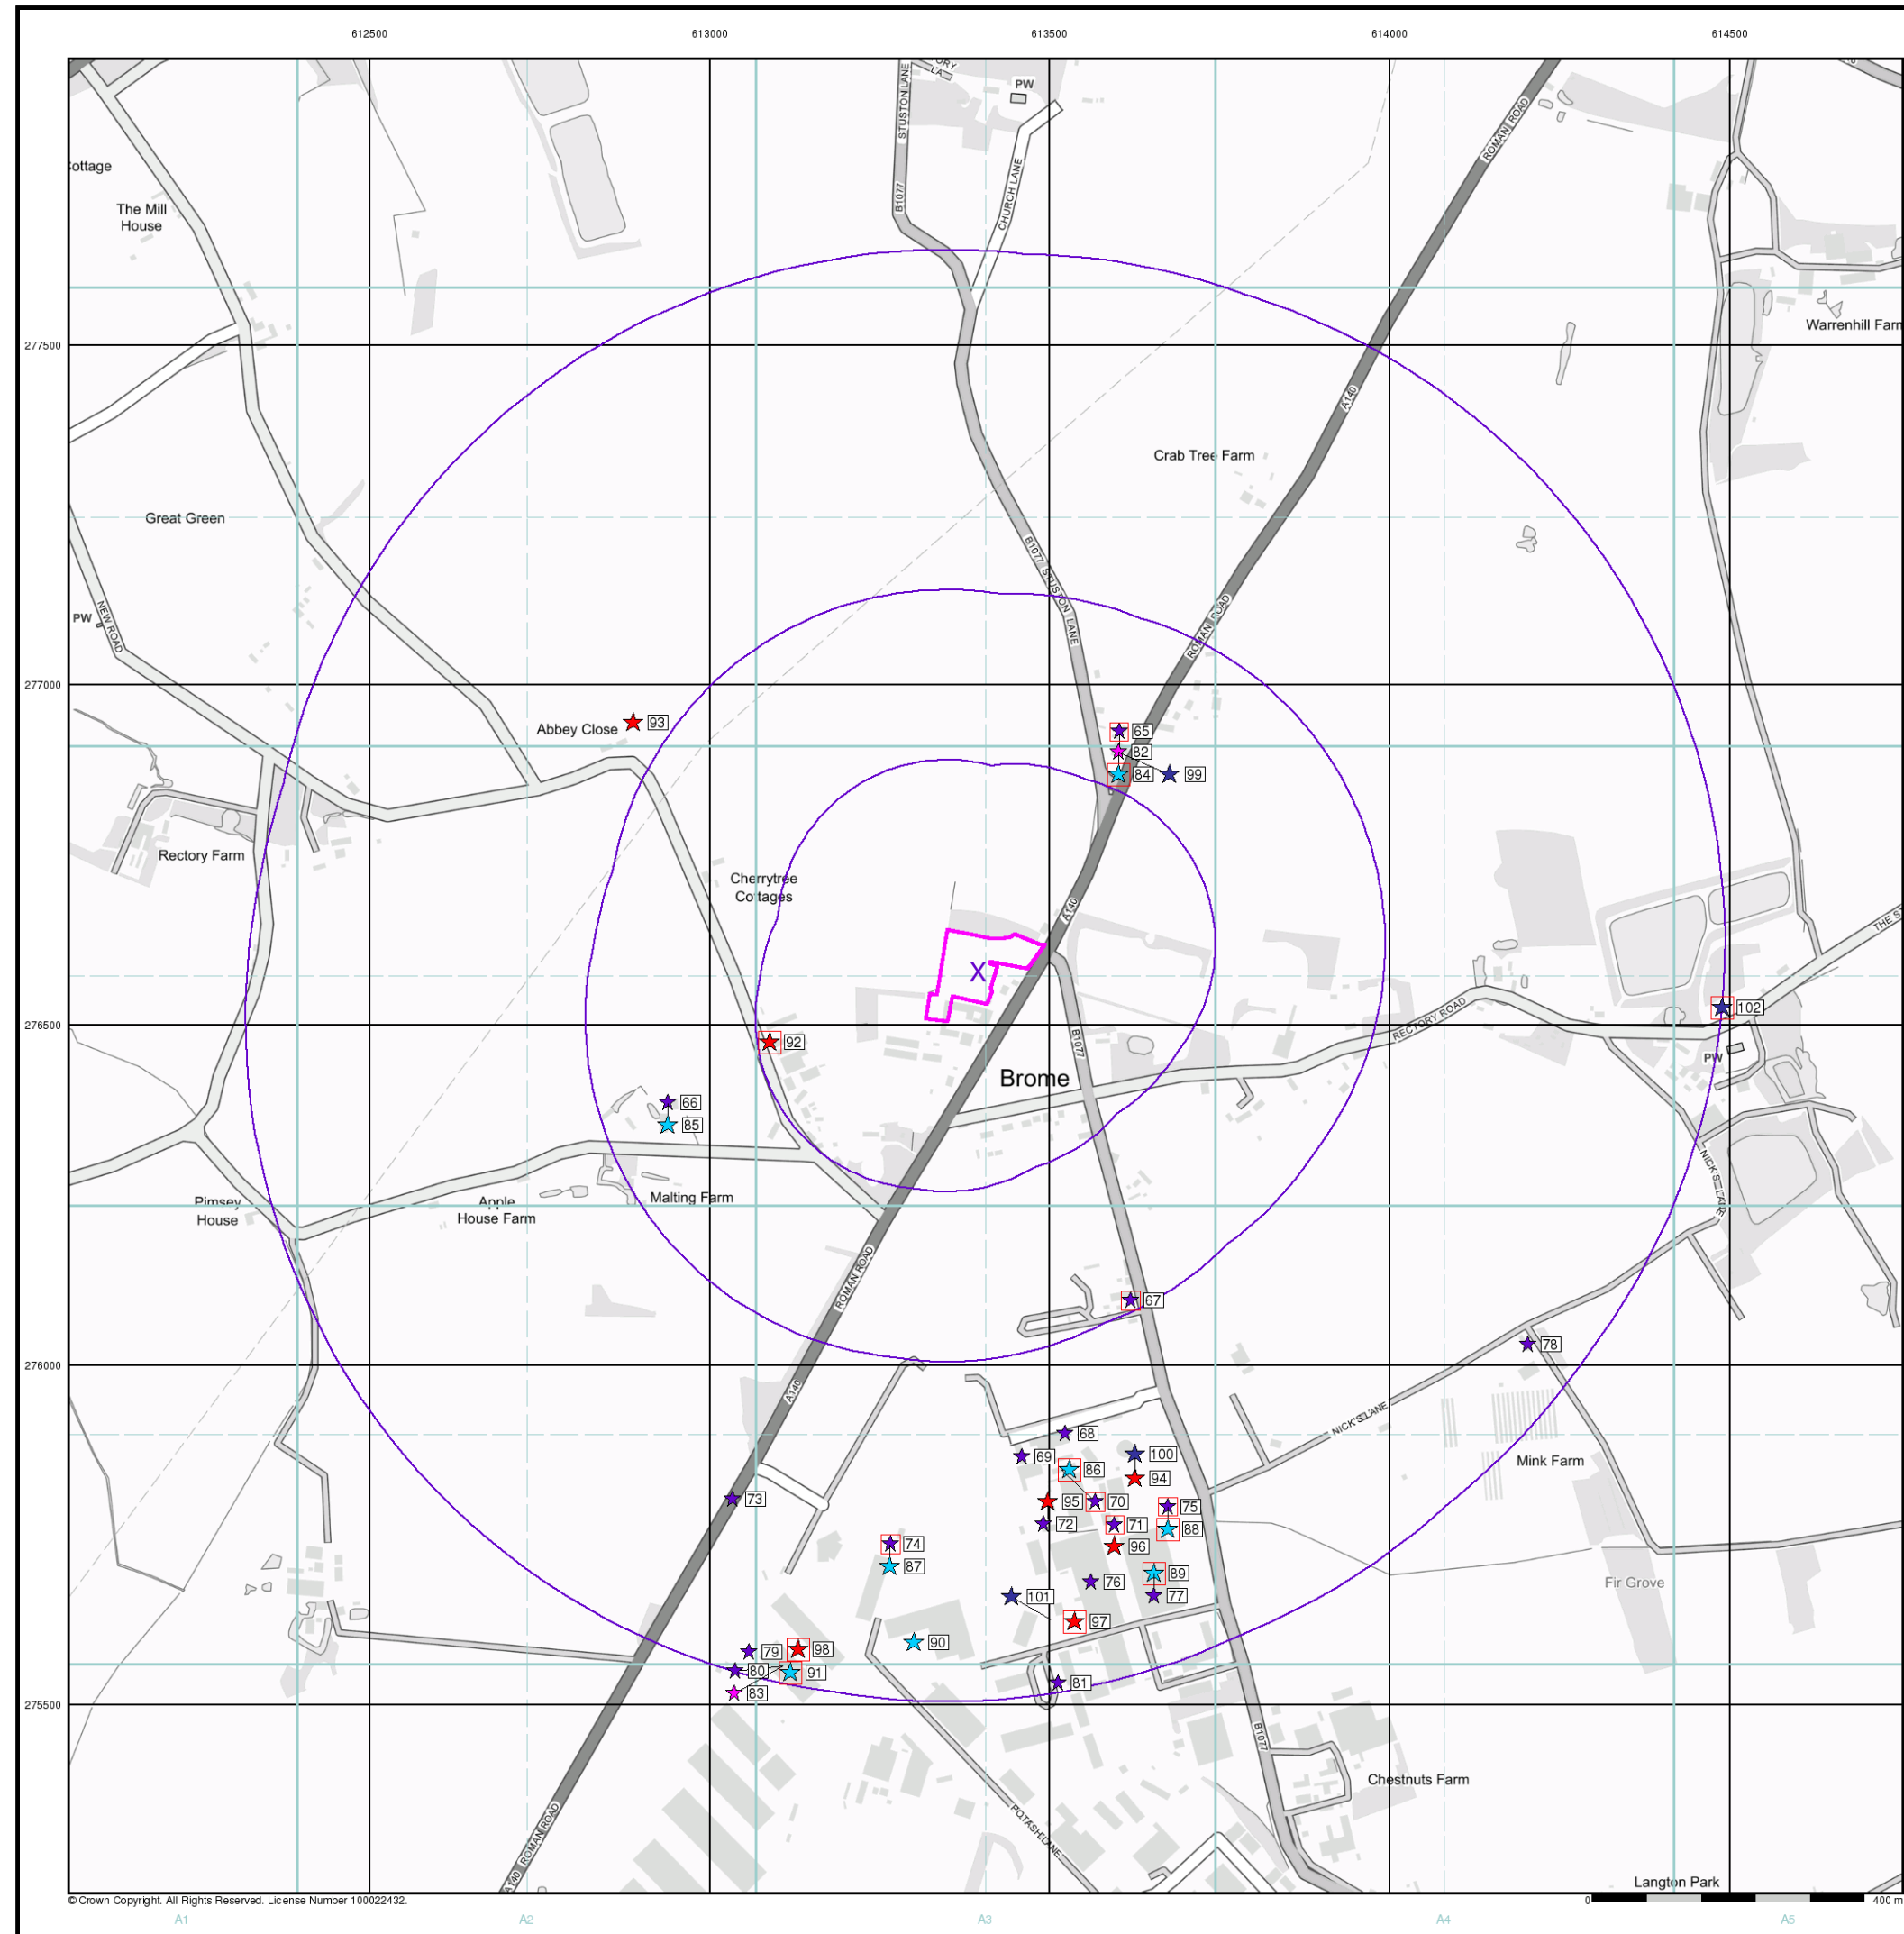 612500
613000
613500
614000
614500
PW
STUSTON LANE
ROMAN ROAD
ottage
The Mill
House
B1077
CHURCH LANE
Warrenhill Farm
277500
A140
Crab Tree Farm
Great Green
B1077 STUSTON LANE
PW
NEW ROAD
ROMAN ROAD
277000
93
Abbey Close
65
82
84
99
Rectory Farm
Cherrytree
Cottages
A140
THE ST
X
276500
102
RECTORY ROAD
92
B1077
PW
Brome
66
85
NICK'S LANE
Malting Farm
Pimsey
House
Apple
House Farm
ROMAN ROAD
67
78
276000
A140
NICK'S LANE
68
69
100
86
94
Mink Farm
73
95
70
75
72
71
88
74
96
87
89
76
Fir Grove
101
77
97
90
79
98
80
91
81
83
275500
B1077
Chestnuts Farm
POTASH LANE
A140 ROMAN ROAD
Langton Park
© Crown Copyright. All Rights Reserved. License Number 100022432.
0
400 m
A1
A2
A3
A4
A5